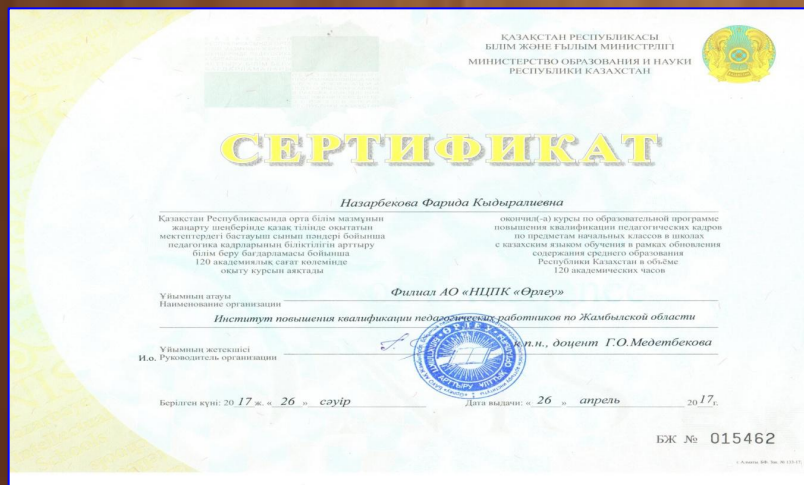 ҚАЗАҚСТАН РЕСПУБЛИКАСЫ
БІЛІМ ЖӘНЕ ҒЫЛЫМ МИНИСТРЛІГІ
МИНИСТЕРСТВО ОБРАЗОВАНИЯ И НАУКИ
РЕСПУБЛИКИ КАЗАХСТАН
СЕРТИФИКАТ
Назарбекова Фарида Кыдыралиевна
Қазақстан Республикасында орта білім мазмұнын
жаңарту шеңберінде қазақ тілінде оқытатын
мектептердегі бастауыш сынып пәндері бойынша
педагогика кадрларының біліктілігін арттыру
білім беру бағдарламасы бойынша
120 академиялық сағат көлемінде
оқыту курсын аяқтады
окончил(-а) курсы по образовательной программе
повышения квалификации педагогических кадров
по предметам начальных классов в школах
с казахским языком обучения в рамках обновления
содержания среднего образования
Республики Казахстан в объёме
120 академических часов
Ұйымның атауы
Наименование организации
Филиал АО «НЦПК «Өрлеу»
Институт повышения квалификации педагогических работников по Жамбылской области
Ұйымның жетекшісі
И.о. Руководитель организации
к.п.н., доцент Г.О.Медетбекова
Берілген күні: 20 17 ж. « 26 » сәуір
Дата выдачи: « 26 » апрель 20 17 г.
БЖ № 015462